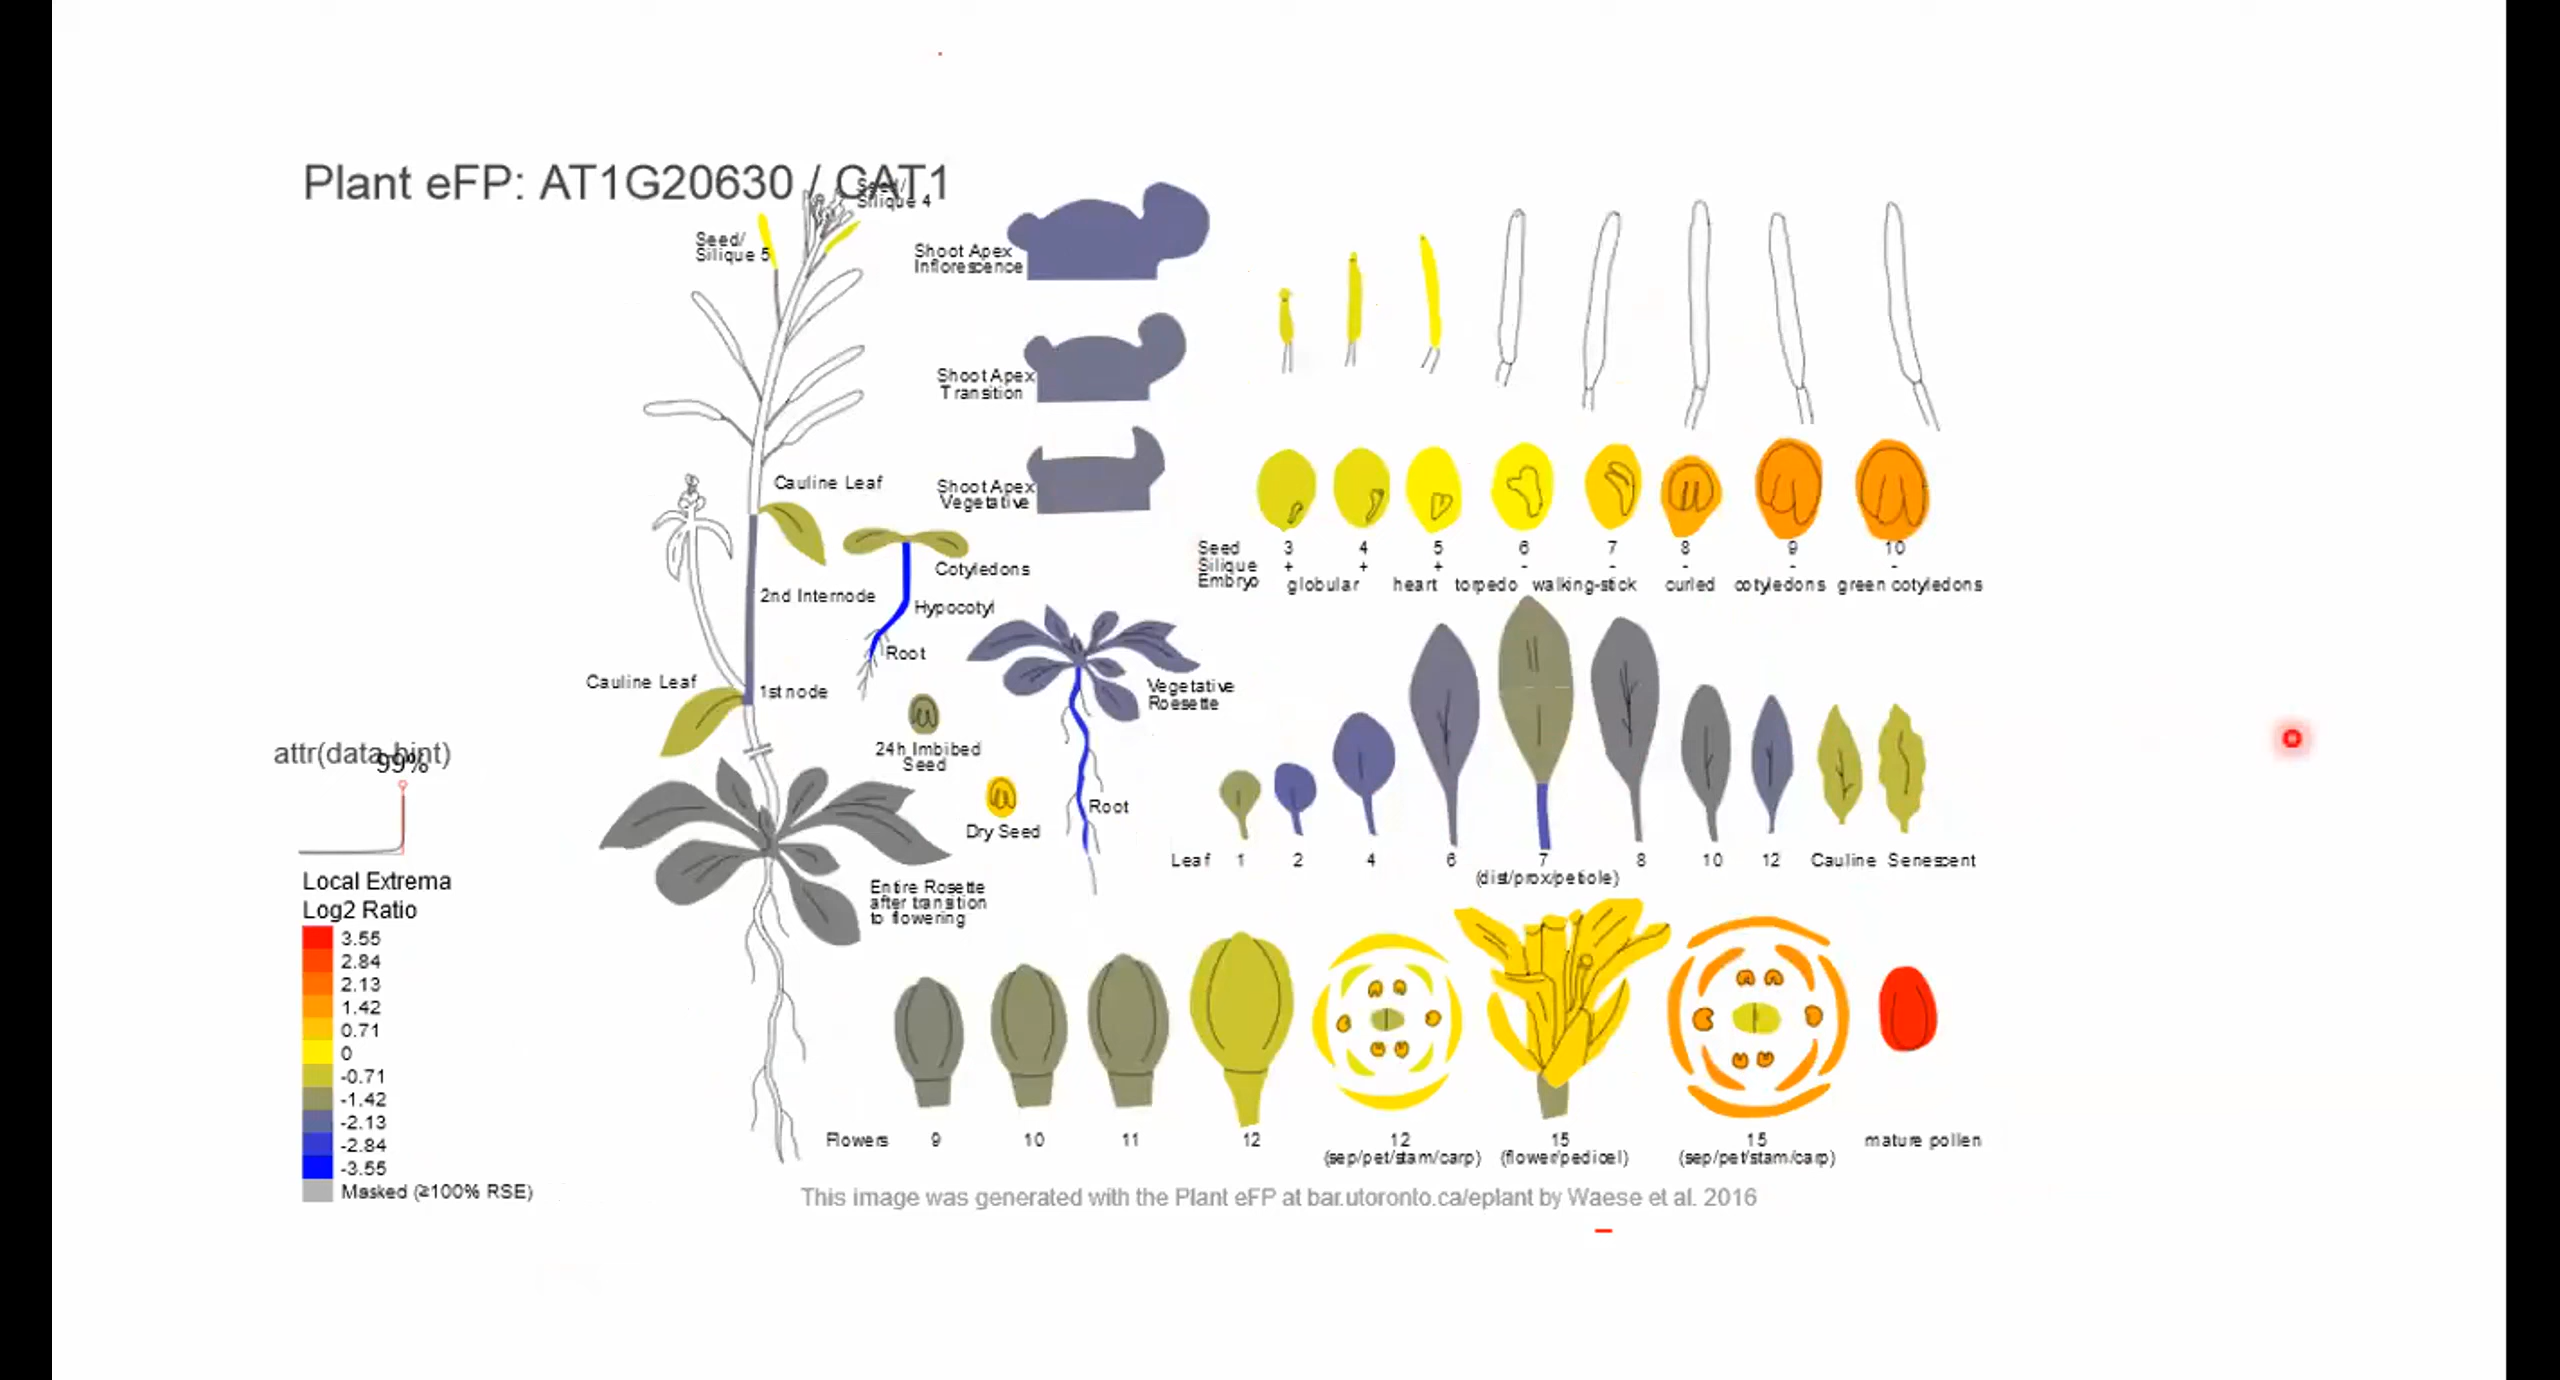 Plant eFP: AT1G20630 / CAT1
Seed/
Silique 4
Seed/
Silique 5
Shoot Apex
Inflorescence
Shoot Apex
Transition
Shoot Apex
Vegetative
Cauline Leaf
Cotyledons
2nd Internode
Hypocotyl
Root
Cauline Leaf
1st node
Vegetative
Roesette
24h Imbibed
Seed
Dry Seed
Root
Entire Rosette
after transition
to flowering
Seed 3 4 5 6 7 8 9 10
Silique + + + - - - - -
Embryo globular heart torpedo walking-stick curled cotyledons green cotyledons
Leaf 1 2 4 6 7 8 10 12 Cauline Senescent
(dist/prox/petiole)
attr(data-hint)
99%
Local Extrema
Log2 Ratio
3.55
2.84
2.13
1.42
0.71
0
-0.71
-1.42
-2.13
-2.84
-3.55
Masked (≥100% RSE)
Flowers 9 10 11 12 12 15 15 mature pollen
(sep/pet/stam/carp) (flower/pedicel) (sep/pet/stam/carp)
This image was generated with the Plant eFP at bar.utoronto.ca/eplant by Waese et al. 2016